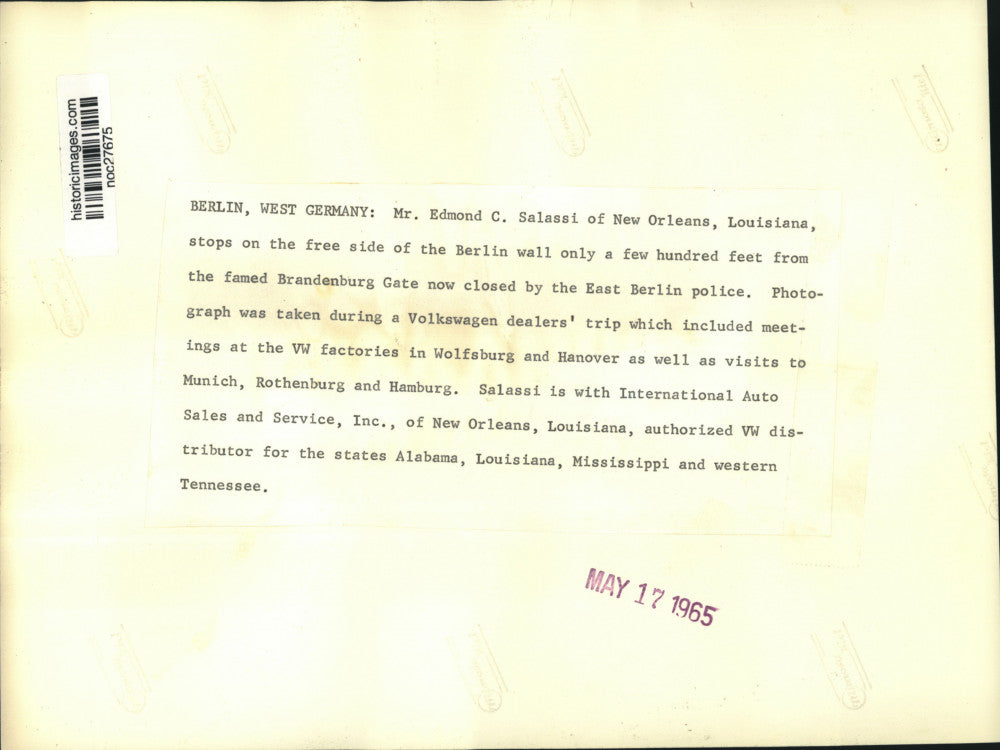 historicimages.com
noc27675
BERLIN, WEST GERMANY: Mr. Edmond C. Salassi of New Orleans, Louisiana,
stops on the free side of the Berlin wall only a few hundred feet from
the famed Brandenburg Gate now closed by the East Berlin police. Photo-
graph was taken during a Volkswagen dealers' trip which included meet-
ings at the VW factories in Wolfsburg and Hanover as well as visits to
Munich, Rothenburg and Hamburg. Salassi is with International Auto
Sales and Service, Inc., of New Orleans, Louisiana, authorized VW dis-
tributor for the states Alabama, Louisiana, Mississippi and western
Tennessee.
MAY 17 1965